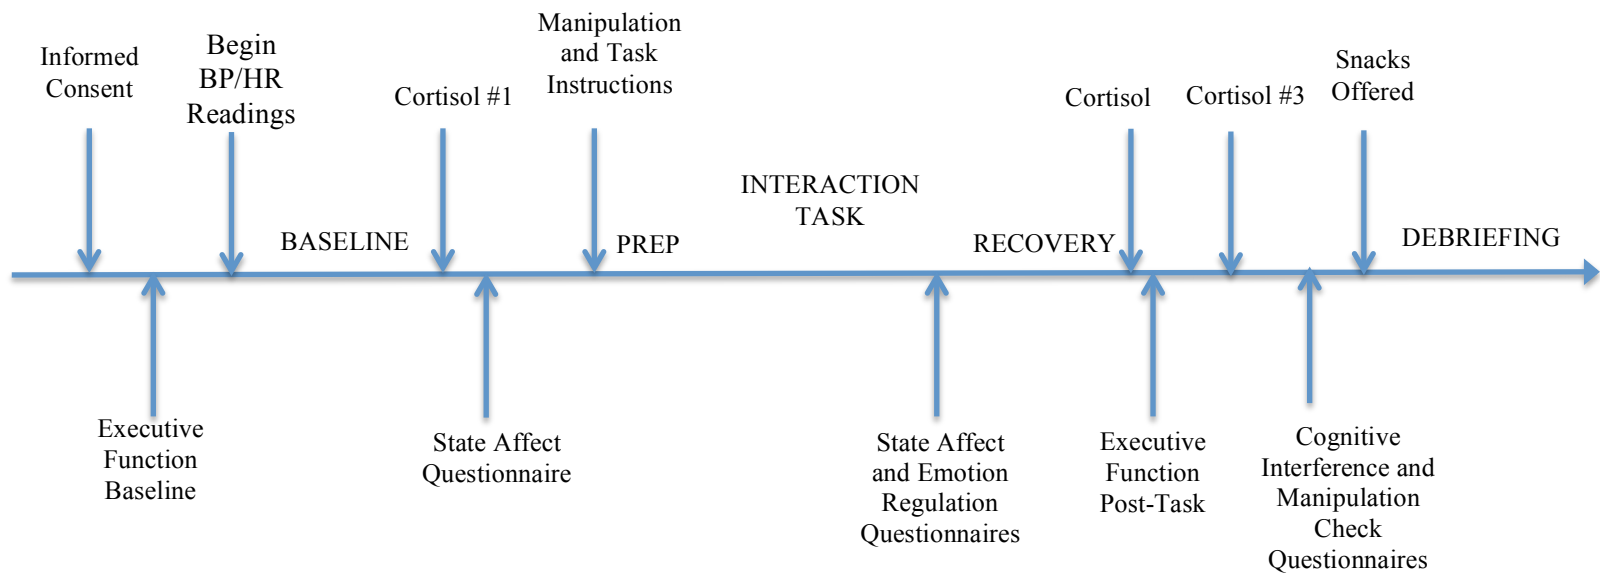 Informed
Consent
Begin
BP/HR
Readings
Cortisol #1
Manipulation
and Task
Instructions
Cortisol
Cortisol #3
Snacks
Offered
BASELINE
PREP
INTERACTION
TASK
RECOVERY
DEBRIEFING
Executive
Function
Baseline
State Affect
Questionnaire
State Affect
and Emotion
Regulation
Questionnaires
Executive
Function
Post-Task
Cognitive
Interference and
Manipulation
Check
Questionnaires